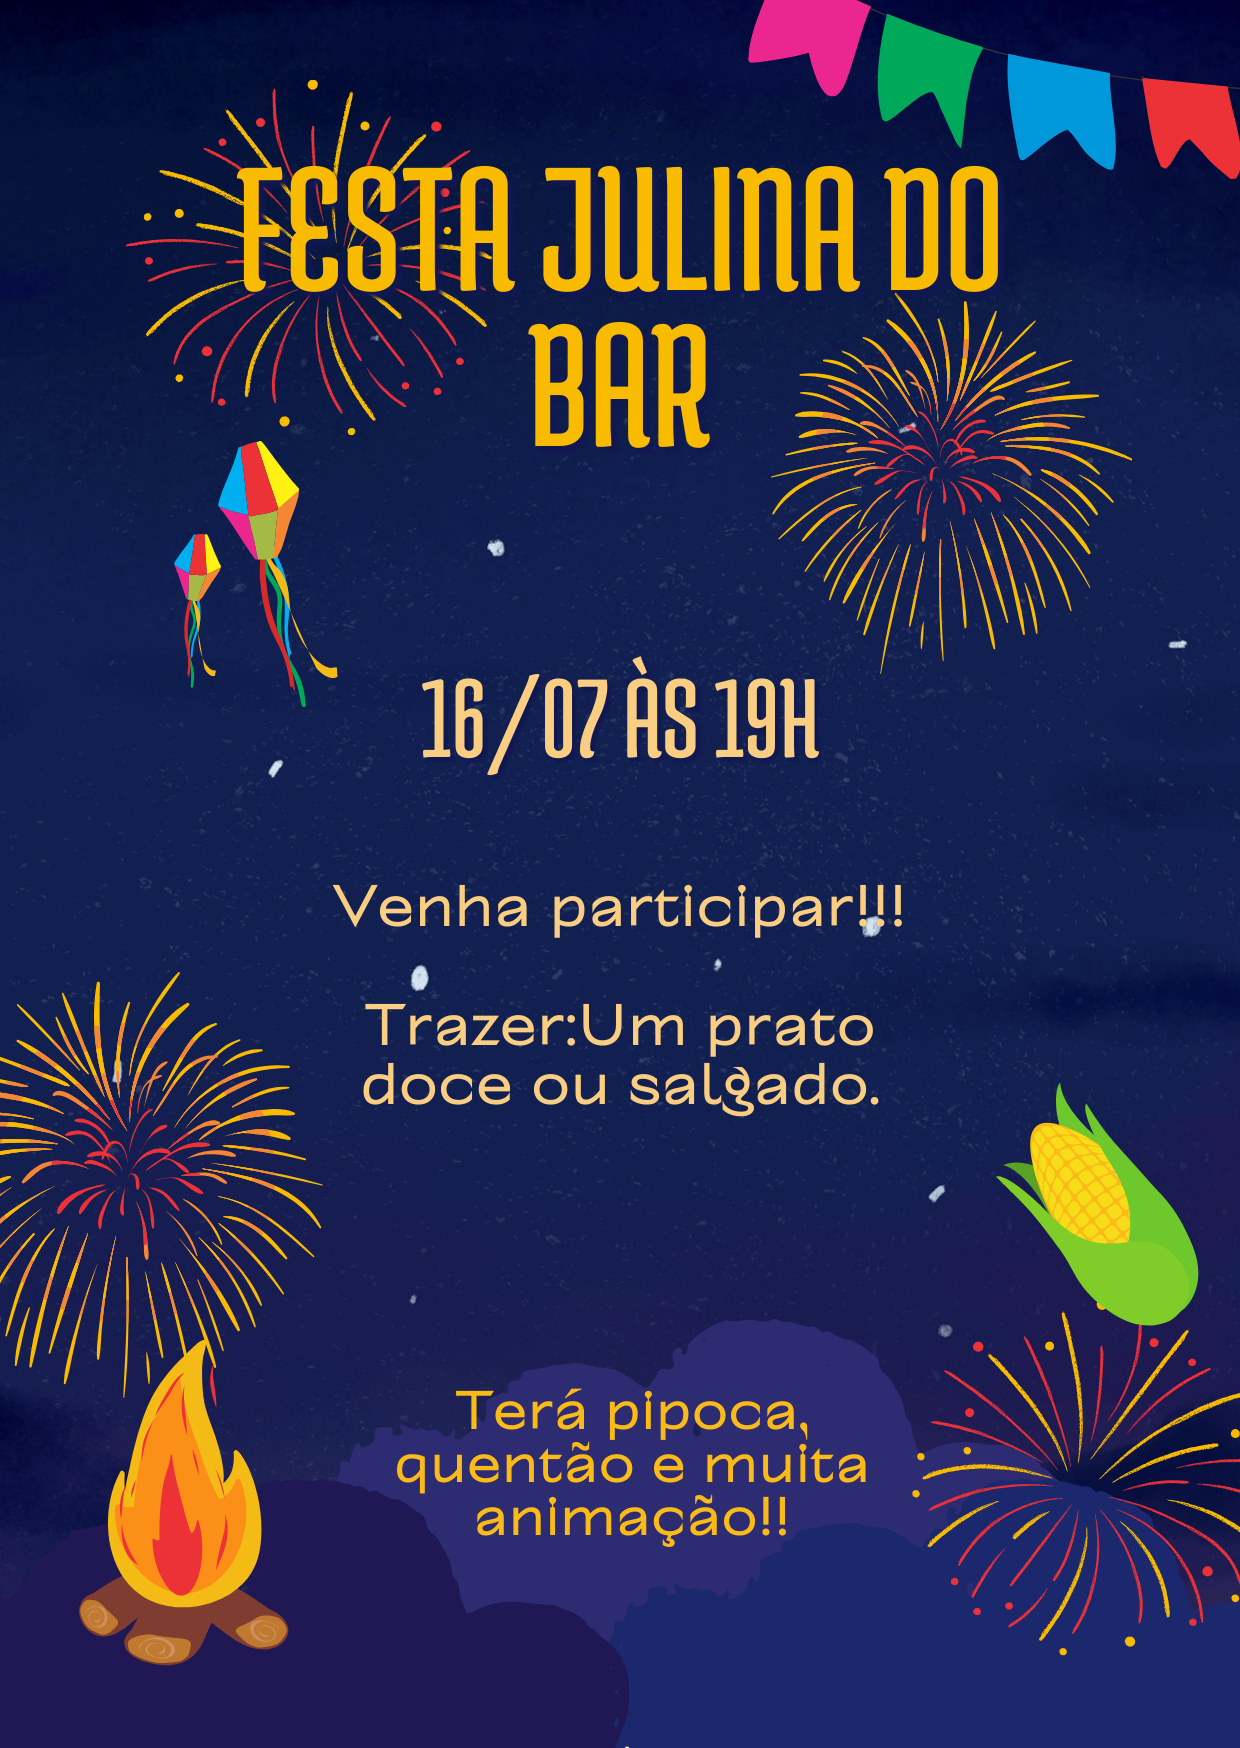 FESTA JULINA DO
BAR
16/07 ÀS 19H
Venha participar!!!
Trazer:Um prato
doce ou salgado.
Terá pipoca,
quentão e muita
animação!!